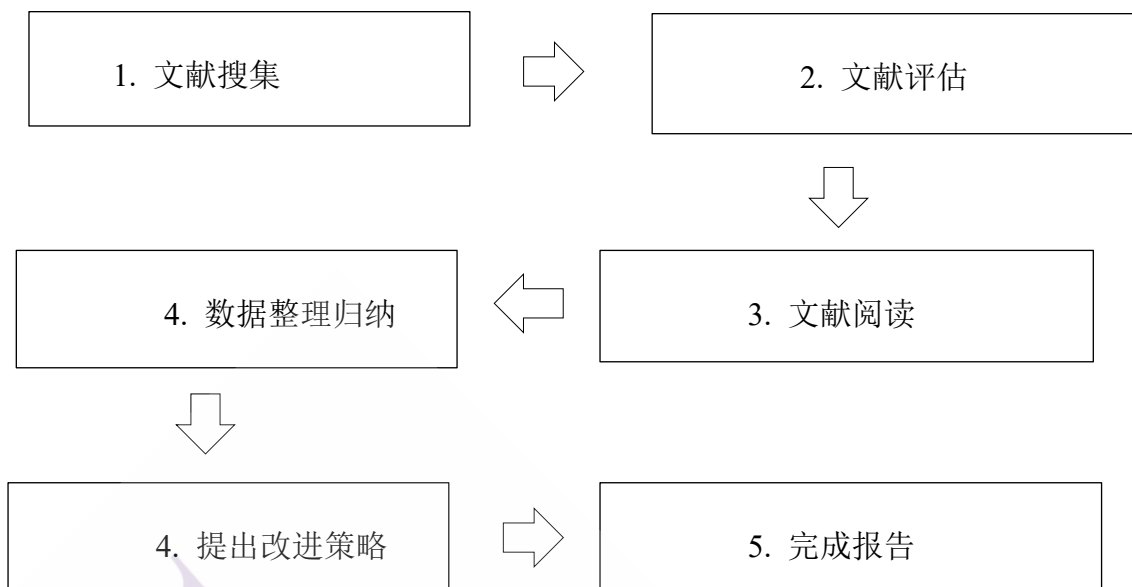 1. 文献搜集
2. 文献评估
3. 文献阅读
4. 数据整理归纳
4. 提出改进策略
5. 完成报告